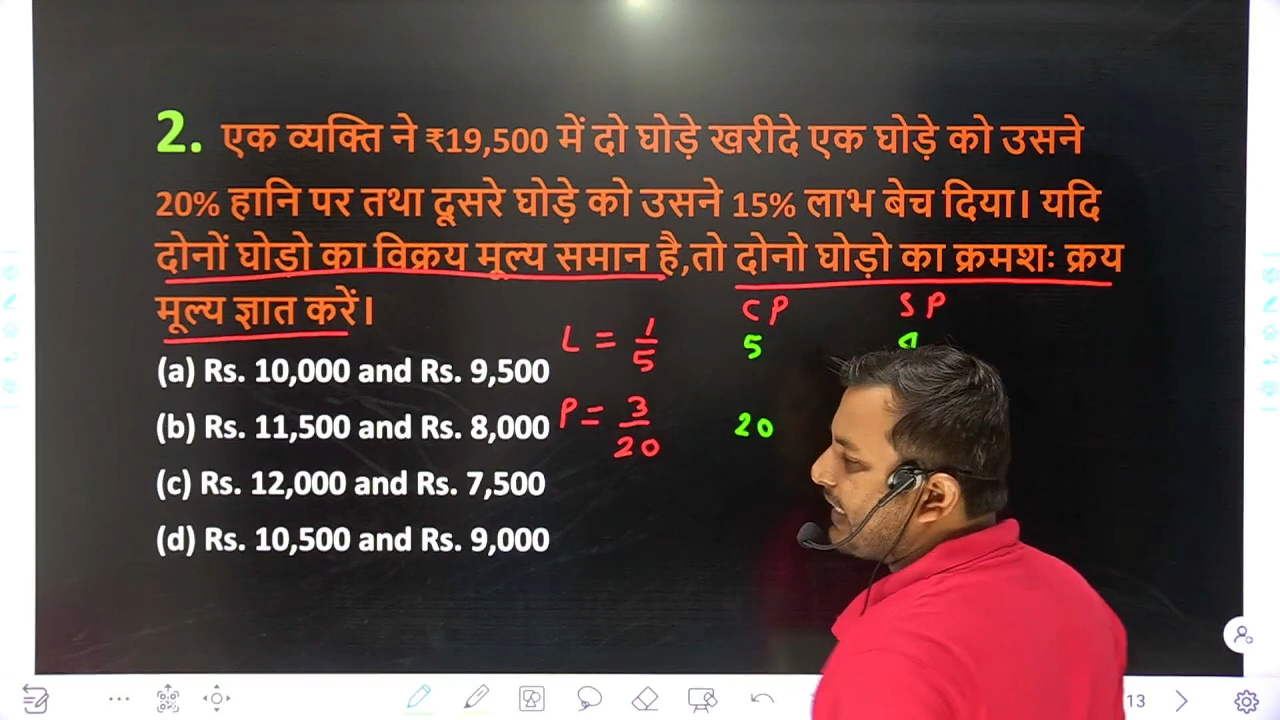 2. एक व्यक्ति ने ₹19,500 में दो घोड़े खरीदे एक घोड़े को उसने
20% हानि पर तथा दूसरे घोड़े को उसने 15% लाभ बेच दिया। यदि
दोनों घोडो का विक्रय मूल्य समान है,तो दोनो घोड़ो का क्रमशः क्रय
मूल्य ज्ञात करें।
CP SP
L = 1/5 5
(a) Rs. 10,000 and Rs. 9,500
P = 3/20 20
(b) Rs. 11,500 and Rs. 8,000
(c) Rs. 12,000 and Rs. 7,500
(d) Rs. 10,500 and Rs. 9,000
13